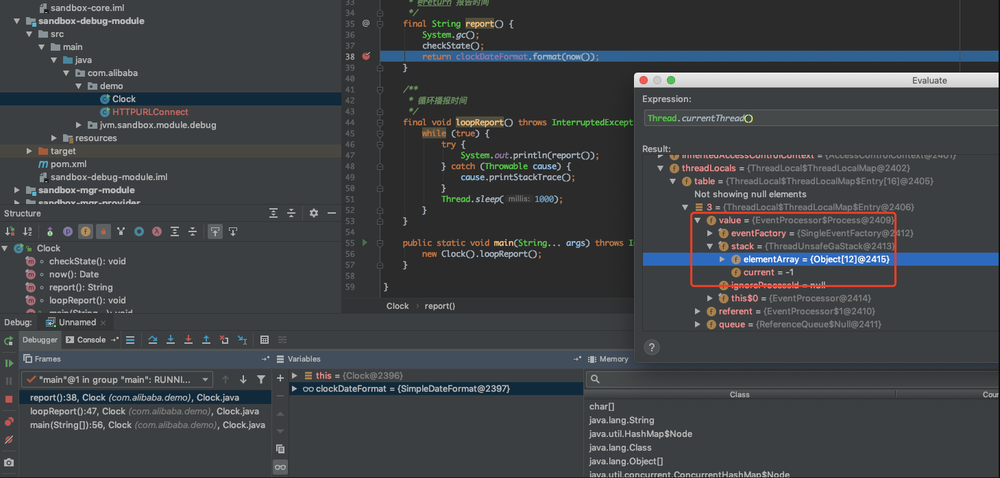 sandbox-core.iml
sandbox-debug-module
src
main
java
com.alibaba
demo
Clock
HTTPURLConnect
jvm.sandbox.module.debug
resources
target
pom.xml
sandbox-debug-module.iml
sandbox-mgr-module
sandbox-mgr-provider
Structure
Clock
checkState(): void
now(): Date
report(): String
loopReport(): void
main(String...): void
33 * @return 报告时间
34 */
35 @ final String report() {
36 System.gc();
37 checkState();
38 return clockDateFormat.format(now());
39 }
40
41 /**
42 * 循环播报时间
43 */
44 final void loopReport() throws InterruptedExcept
45 while (true) {
46 try {
47 System.out.println(report());
48 } catch (Throwable cause) {
49 cause.printStackTrace();
50 }
51 Thread.sleep( millis: 1000);
52 }
53 }
54
55 public static void main(String... args) throws I
56 new Clock().loopReport();
57 }
58
59 }
Clock › report()
Evaluate
Expression:
Thread.currentThread()
Result:
inheritedAccessControlContext = {AccessControlContext@2401}
threadLocals = {ThreadLocal$ThreadLocalMap@2402}
table = {ThreadLocal$ThreadLocalMap$Entry[16]@2405}
Not showing null elements
3 = {ThreadLocal$ThreadLocalMap$Entry@2406}
value = {EventProcessor$Process@2409}
eventFactory = {SingleEventFactory@2412}
stack = {ThreadUnsafeGaStack@2413}
elementArray = {Object[12]@2415}
current = -1
ignoreProcessId = null
this$0 = {EventProcessor@2414}
referent = {EventProcessor$1@2410}
queue = {ReferenceQueue$Null@2411}
?
Debug: Unnamed
Debugger Console
Frames
"main"@1 in group "main": RUNNI...
report():38, Clock (com.alibaba.demo), Clock.java
loopReport():47, Clock (com.alibaba.demo), Clock.java
main(String[]):56, Clock (com.alibaba.demo), Clock.java
Variables
this = {Clock@2396}
clockDateFormat = {SimpleDateFormat@2397}
Memory
Class Cour
char[]
java.lang.String
java.util.HashMap$Node
java.lang.Class
java.lang.Object[]
java.util.concurrent.ConcurrentHashMap$Node